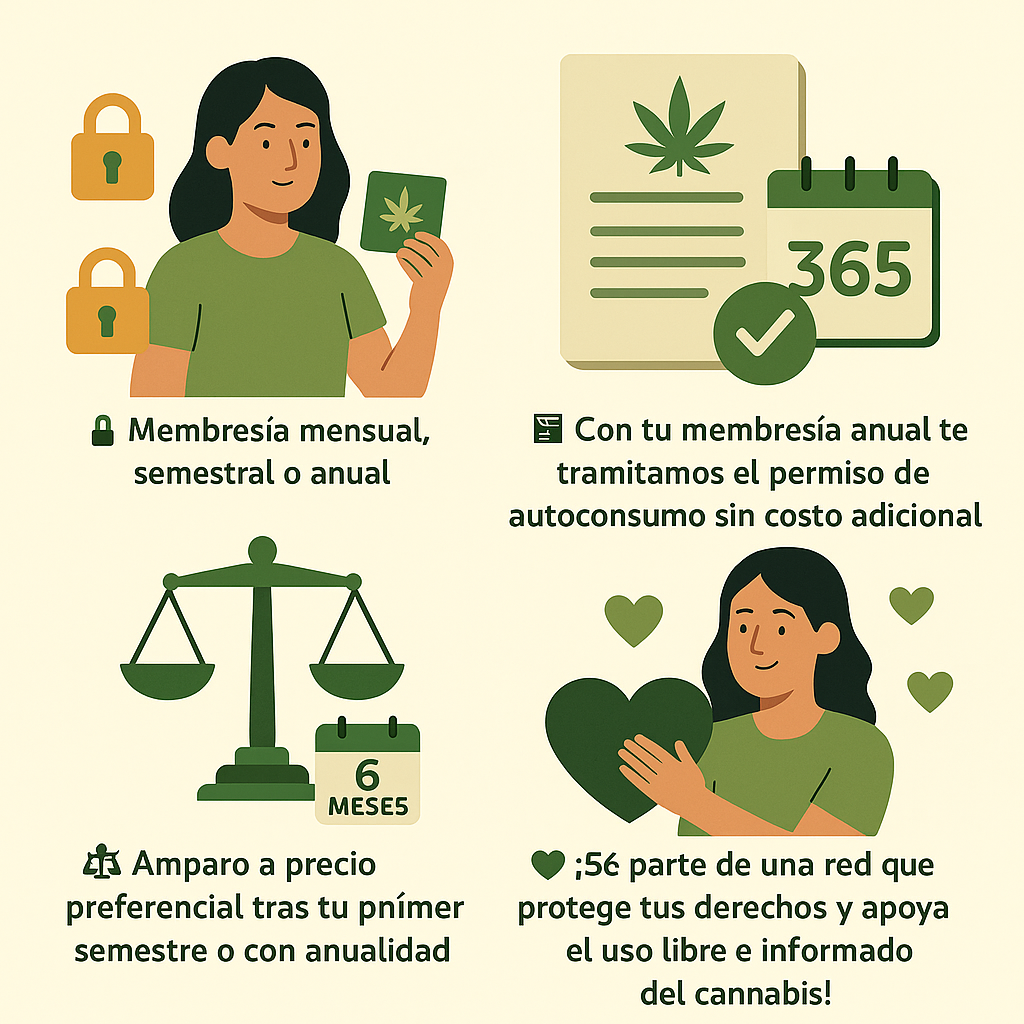 365
🔒 Membresía mensual,
semestral o anual
Con tu membresía anual te
tramitamos el permiso de
autoconsumo sin costo adicional
6
MESES
⚖ Amparo a precio
preferencial tras tu pnímer
semestre o con anualidad
💚 ;56 parte de una red que
protege tus derechos y apoya
el uso libre e informado
del cannabis!